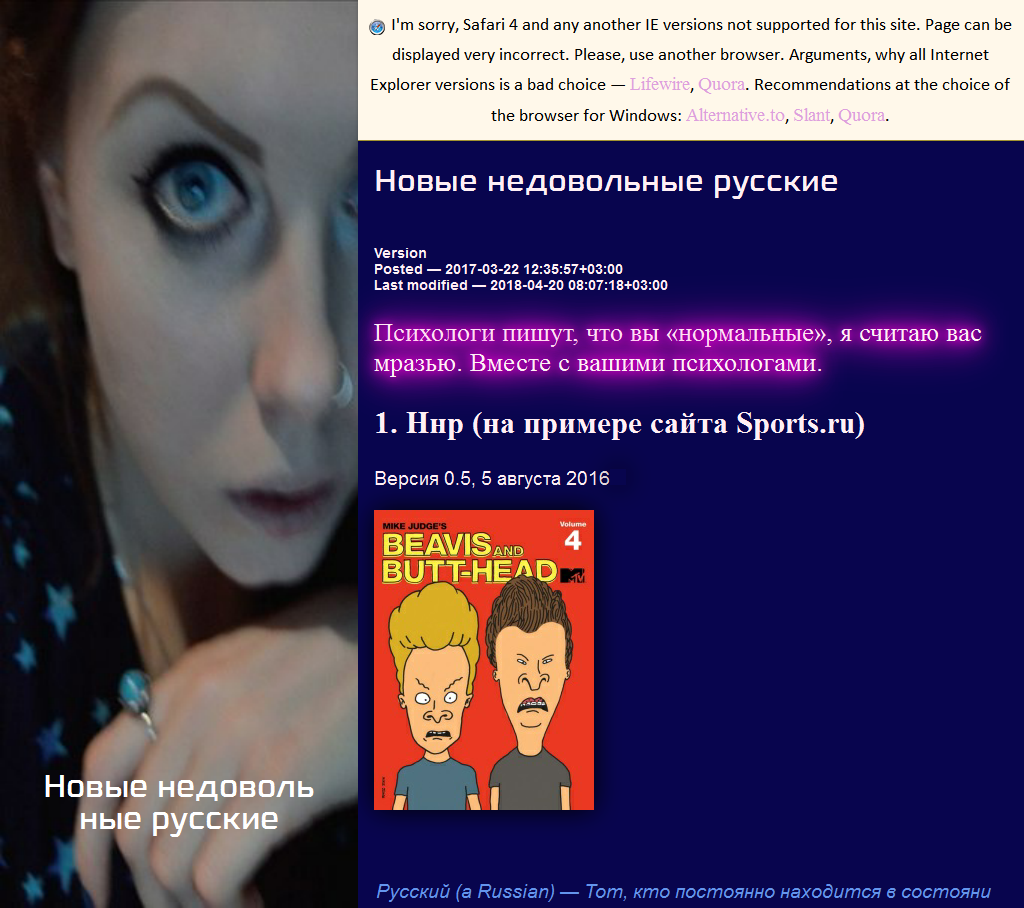 I'm sorry, Safari 4 and any another IE versions not supported for this site. Page can be
displayed very incorrect. Please, use another browser. Arguments, why all Internet
Explorer versions is a bad choice — Lifewire, Quora. Recommendations at the choice of
the browser for Windows: Alternative.to, Slant, Quora.
Новые недовольные русские
Version
Posted — 2017-03-22 12:35:57+03:00
Last modified — 2018-04-20 08:07:18+03:00
Психологи пишут, что вы «нормальные», я считаю вас
мразью. Вместе с вашими психологами.
1. Ннр (на примере сайта Sports.ru)
Версия 0.5, 5 августа 2016
MIKE JUDGE'S
Volume
4
BEAVIS AND
BUTT-HEAD
MTV
Новые недоволь
ные русские
Русский (a Russian) — Тот, кто постоянно находится в состояни